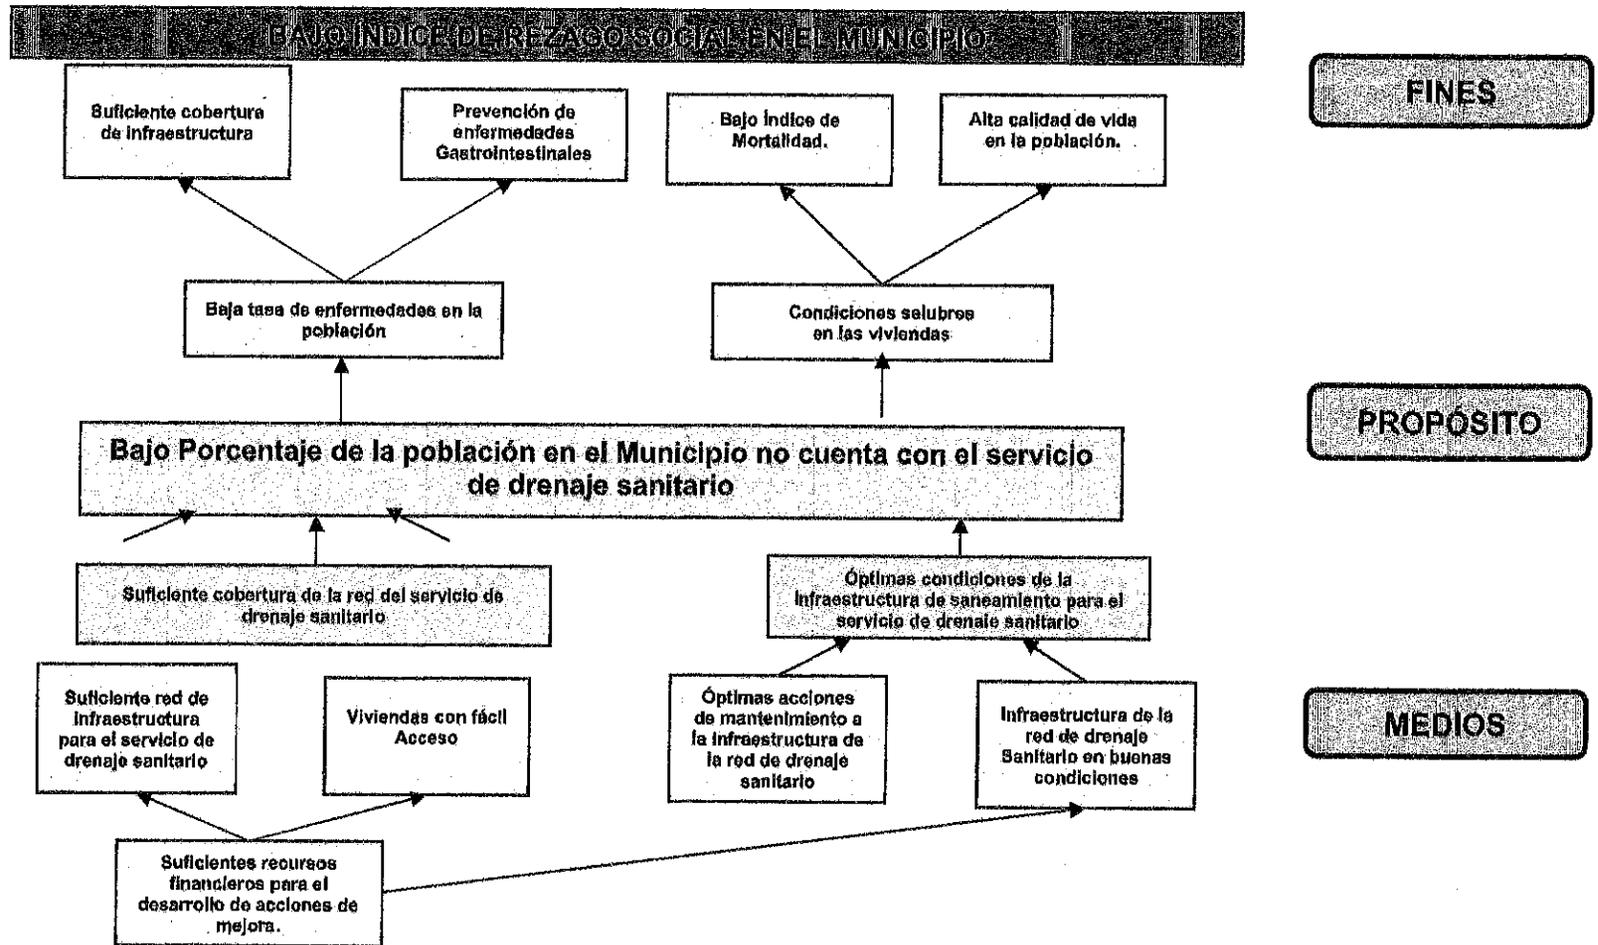 BAJO ÍNDICE DE REZAGO SOCIAL EN EL MUNICIPIO
FINES
Suficiente cobertura
de infraestructura
Prevención de
enfermedades
Gastrointestinales
Bajo Índice de
Mortalidad.
Alta calidad de vida
en la población.
Baja tasa de enfermedades en la
población
Condiciones salubres
en las viviendas
PROPÓSITO
Bajo Porcentaje de la población en el Municipio no cuenta con el servicio
de drenaje sanitario
Suficiente cobertura de la red del servicio de
drenaje sanitario
Óptimas condiciones de la
Infraestructura de saneamiento para el
servicio de drenaje sanitario
MEDIOS
Suficiente red de
Infraestructura
para el servicio de
drenaje sanitario
Viviendas con fácil
Acceso
Óptimas acciones
de mantenimiento a
la Infraestructura de
la red de drenaje
sanitario
Infraestructura de la
red de drenaje
Sanitario en buenas
condiciones
Suficientes recursos
financieros para el
desarrollo de acciones de
mejora.